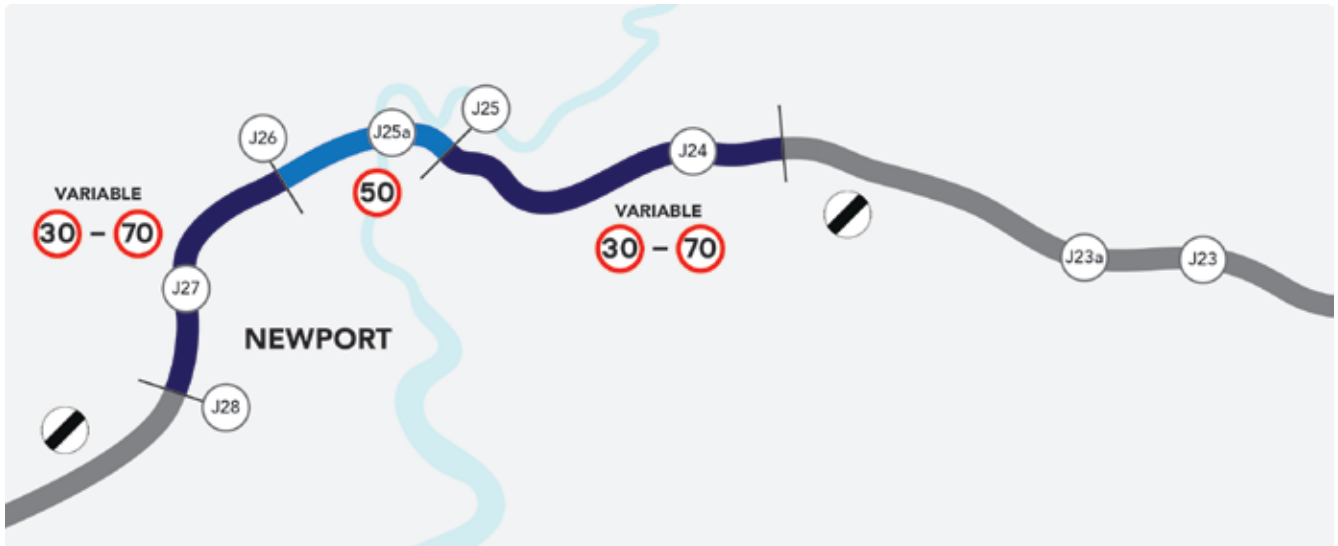 J25
J26
J25a
J24
50
VARIABLE
30 – 70
VARIABLE
30 – 70
J23a
J23
J27
NEWPORT
J28